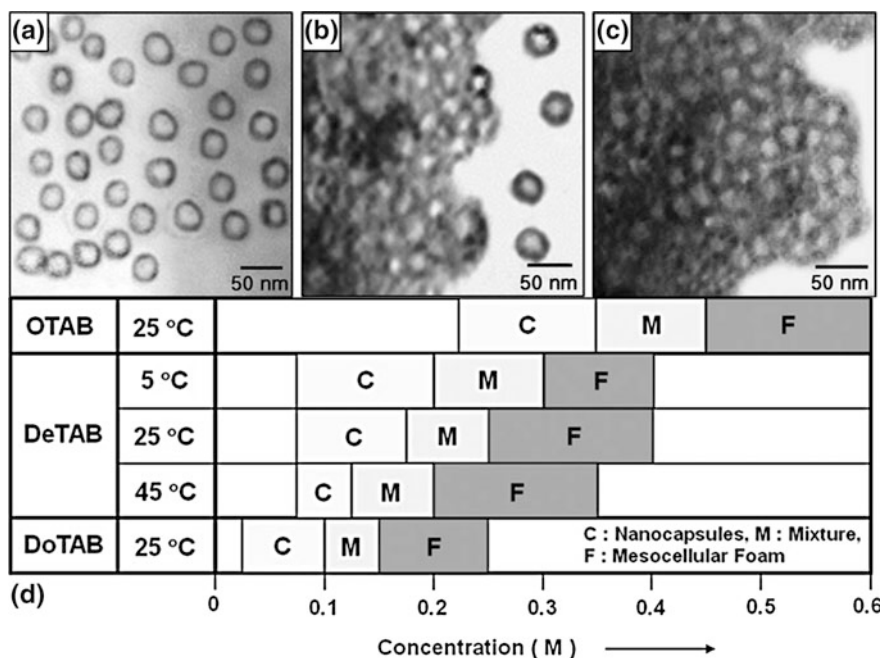 (a) (b) (c)
50 nm 50 nm 50 nm
OTAB 25 °C C M F
DeTAB 5 °C C M F
25 °C C M F
45 °C C M F
DoTAB 25 °C C M F
C : Nanocapsules, M : Mixture,
F : Mesocellular Foam
(d) 0 0.1 0.2 0.3 0.4 0.5 0.6
Concentration ( M )